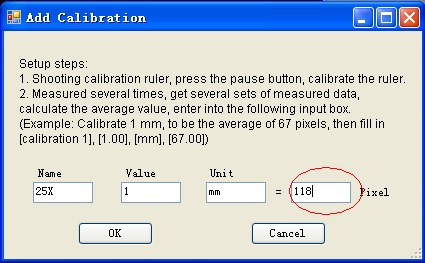 Add Calibration
Setup steps:
1. Shooting calibration ruler, press the pause button, calibrate the ruler.
2. Measured several times, get several sets of measured data,
calculate the average value, enter into the following input box.
(Example: Calibrate 1 mm, to be the average of 67 pixels, then fill in
[calibration 1], [1.00], [mm], [67.00])
Name Value Unit
25X 1 mm = 118 Pixel
OK Cancel